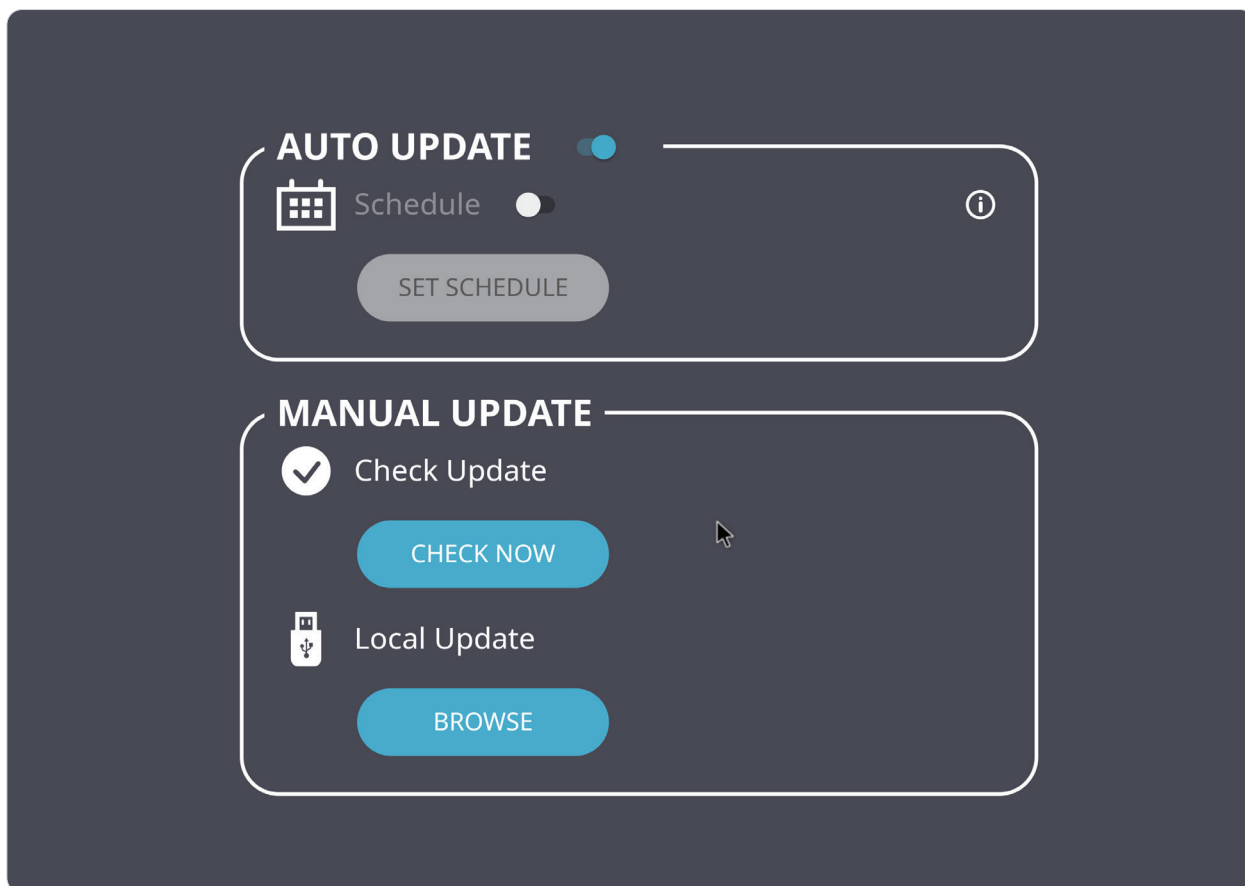 AUTO UPDATE
Schedule
SET SCHEDULE
MANUAL UPDATE
Check Update
CHECK NOW
Local Update
BROWSE